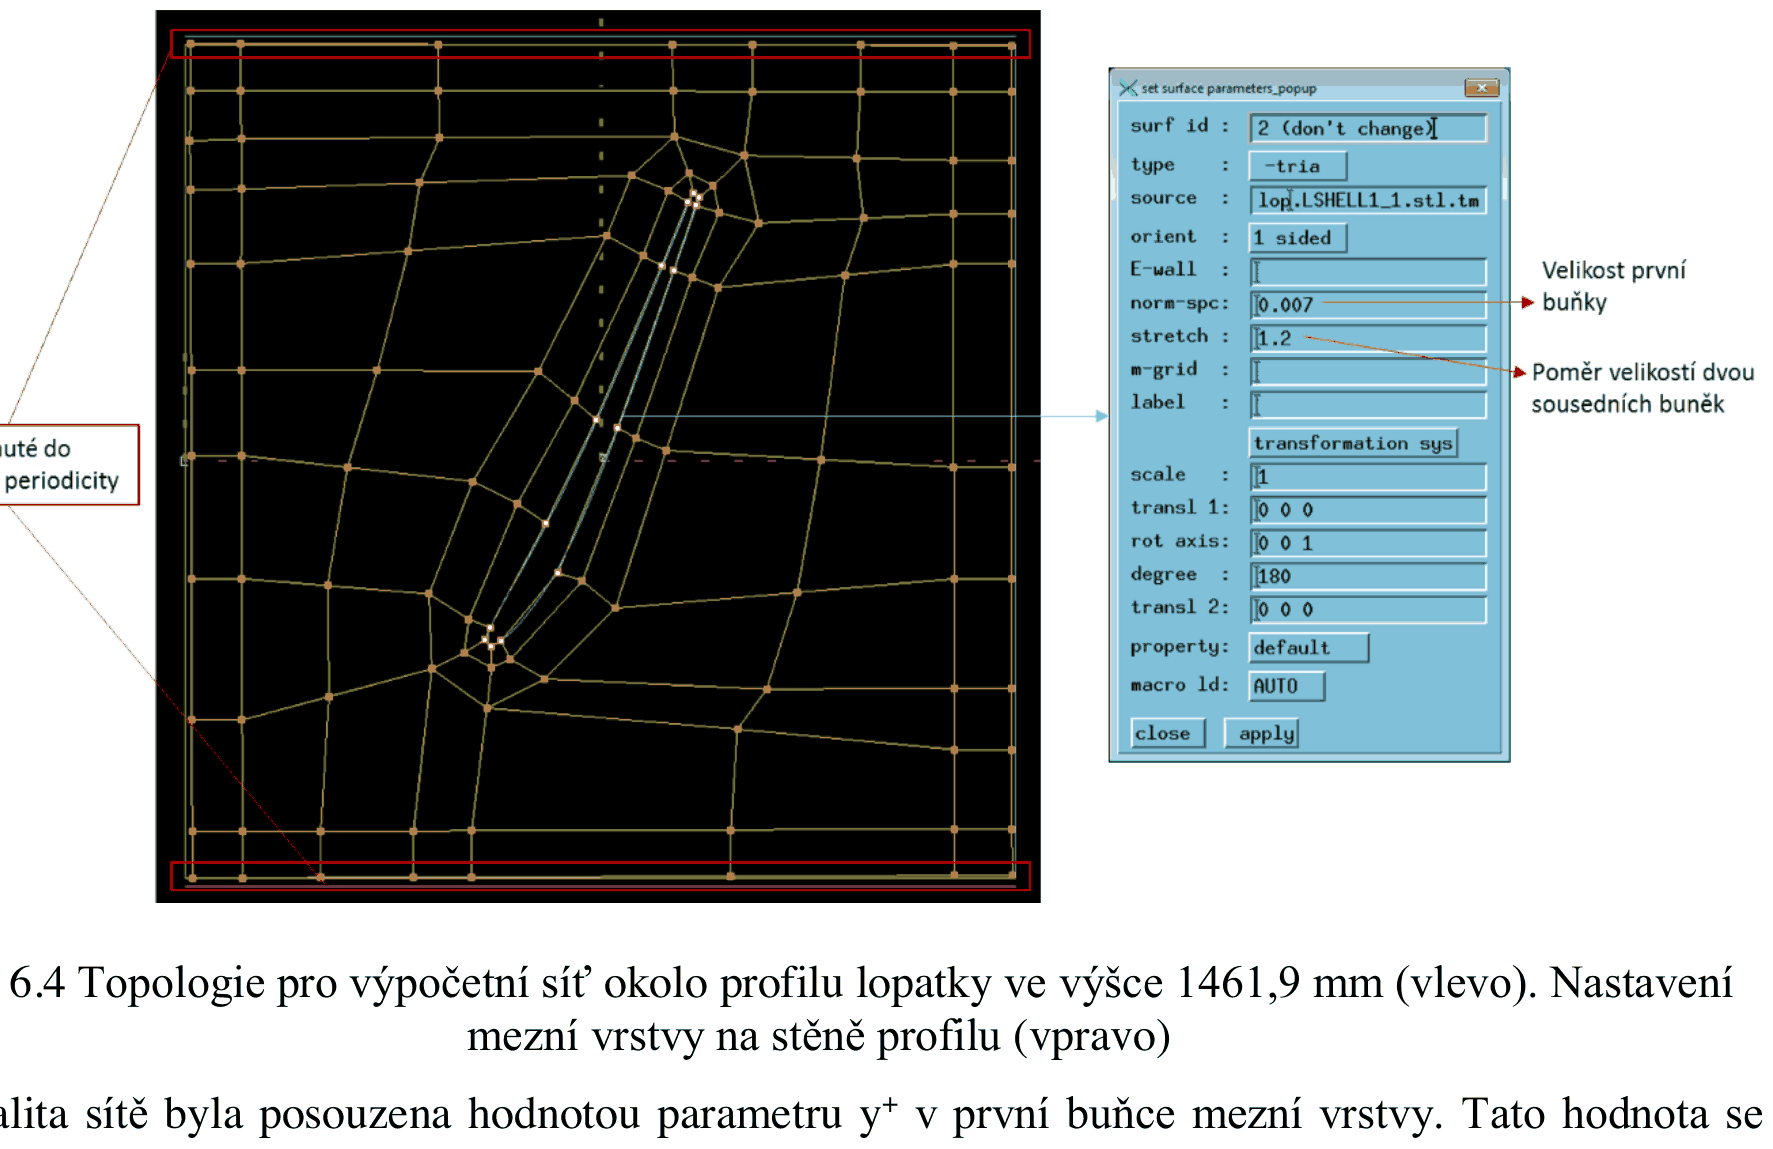 uté do
periodicity
set surface parameters_popup
surf id : 2 (don't change)
type : -tria
source : lop.LSHELL1_1.stl.tm
orient : 1 sided
E-wall :
norm-spc: 0.007
stretch : 1.2
m-grid :
label :
transformation sys
scale : 1
transl 1: 0 0 0
rot axis: 0 0 1
degree : 180
transl 2: 0 0 0
property: default
macro ld: AUTO
close apply
Velikost první
buňky
Poměr velikostí dvou
sousedních buněk
6.4 Topologie pro výpočetní síť okolo profilu lopatky ve výšce 1461,9 mm (vlevo). Nastavení
mezní vrstvy na stěně profilu (vpravo)
alita sítě byla posouzena hodnotou parametru y⁺ v první buňce mezní vrstvy. Tato hodnota se